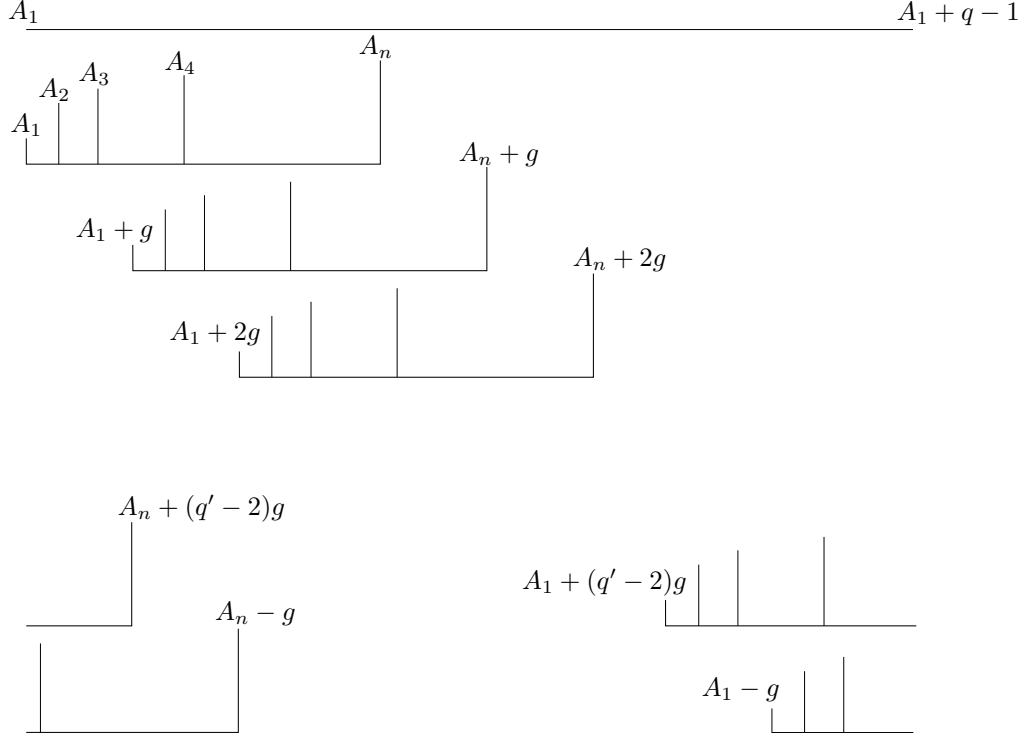 $A_1$ $A_1 + q - 1$
$A_n$
$A_4$
$A_3$
$A_2$
$A_1$
$A_n + g$
$A_1 + g$
$A_n + 2g$
$A_1 + 2g$
$A_n + (q' - 2)g$
$A_1 + (q' - 2)g$
$A_n - g$
$A_1 - g$